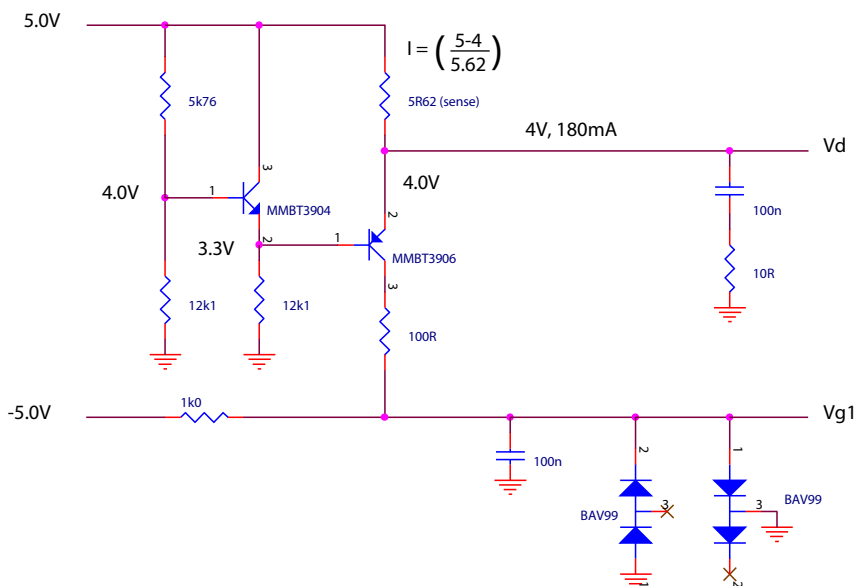 5.0V
I = ( 5-4 / 5.62 )
5k76
5R62 (sense)
4V, 180mA
Vd
3
4.0V
1
4.0V
2
100n
MMBT3904
3.3V
2
1
MMBT3906
10R
3
12k1
12k1
100R
1k0
-5.0V
Vg1
2
1
100n
3
3
BAV99
BAV99
1
2